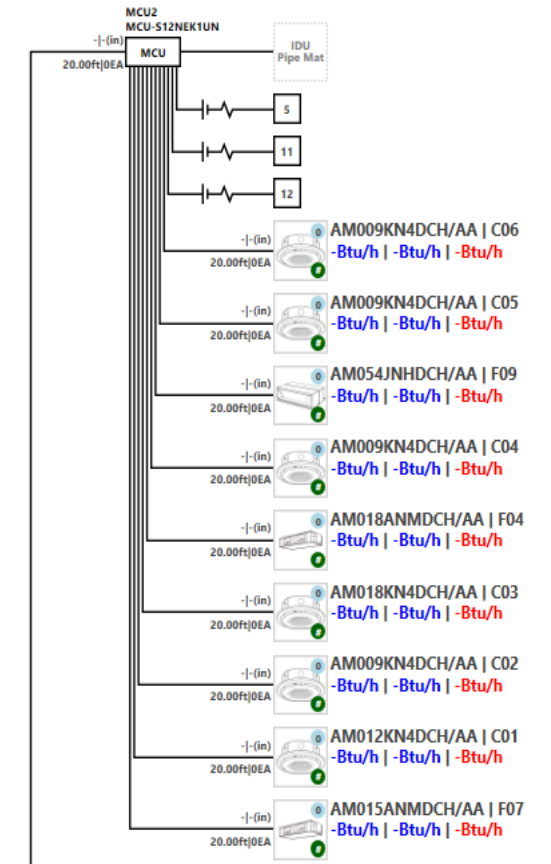 MCU2
MCU-S12NEK1UN
-|-(in)
MCU
20.00ft|0EA
IDU
Pipe Mat
5
11
12
-|-(in)
20.00ft|0EA
0
#
AM009KN4DCH/AA | C06
-Btu/h | -Btu/h | -Btu/h
-|-(in)
20.00ft|0EA
0
#
AM009KN4DCH/AA | C05
-Btu/h | -Btu/h | -Btu/h
-|-(in)
20.00ft|0EA
0
#
AM054JNHDCH/AA | F09
-Btu/h | -Btu/h | -Btu/h
-|-(in)
20.00ft|0EA
0
#
AM009KN4DCH/AA | C04
-Btu/h | -Btu/h | -Btu/h
-|-(in)
20.00ft|0EA
0
#
AM018ANMDCH/AA | F04
-Btu/h | -Btu/h | -Btu/h
-|-(in)
20.00ft|0EA
0
#
AM018KN4DCH/AA | C03
-Btu/h | -Btu/h | -Btu/h
-|-(in)
20.00ft|0EA
0
#
AM009KN4DCH/AA | C02
-Btu/h | -Btu/h | -Btu/h
-|-(in)
20.00ft|0EA
0
#
AM012KN4DCH/AA | C01
-Btu/h | -Btu/h | -Btu/h
-|-(in)
20.00ft|0EA
0
#
AM015ANMDCH/AA | F07
-Btu/h | -Btu/h | -Btu/h